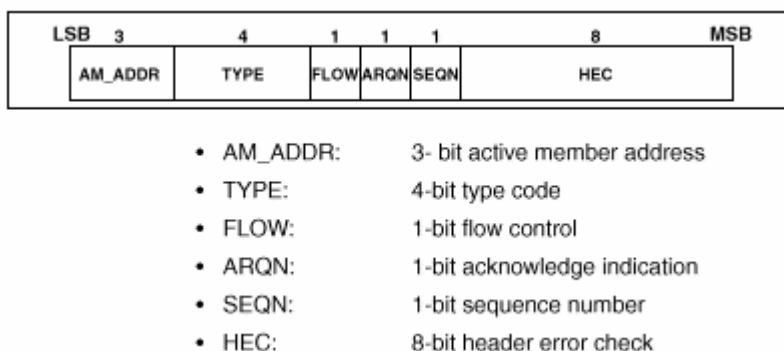 LSB 3 4 1 1 1 8 MSB
AM_ADDR TYPE FLOW ARQN SEQN HEC
• AM_ADDR: 3- bit active member address
• TYPE: 4-bit type code
• FLOW: 1-bit flow control
• ARQN: 1-bit acknowledge indication
• SEQN: 1-bit sequence number
• HEC: 8-bit header error check